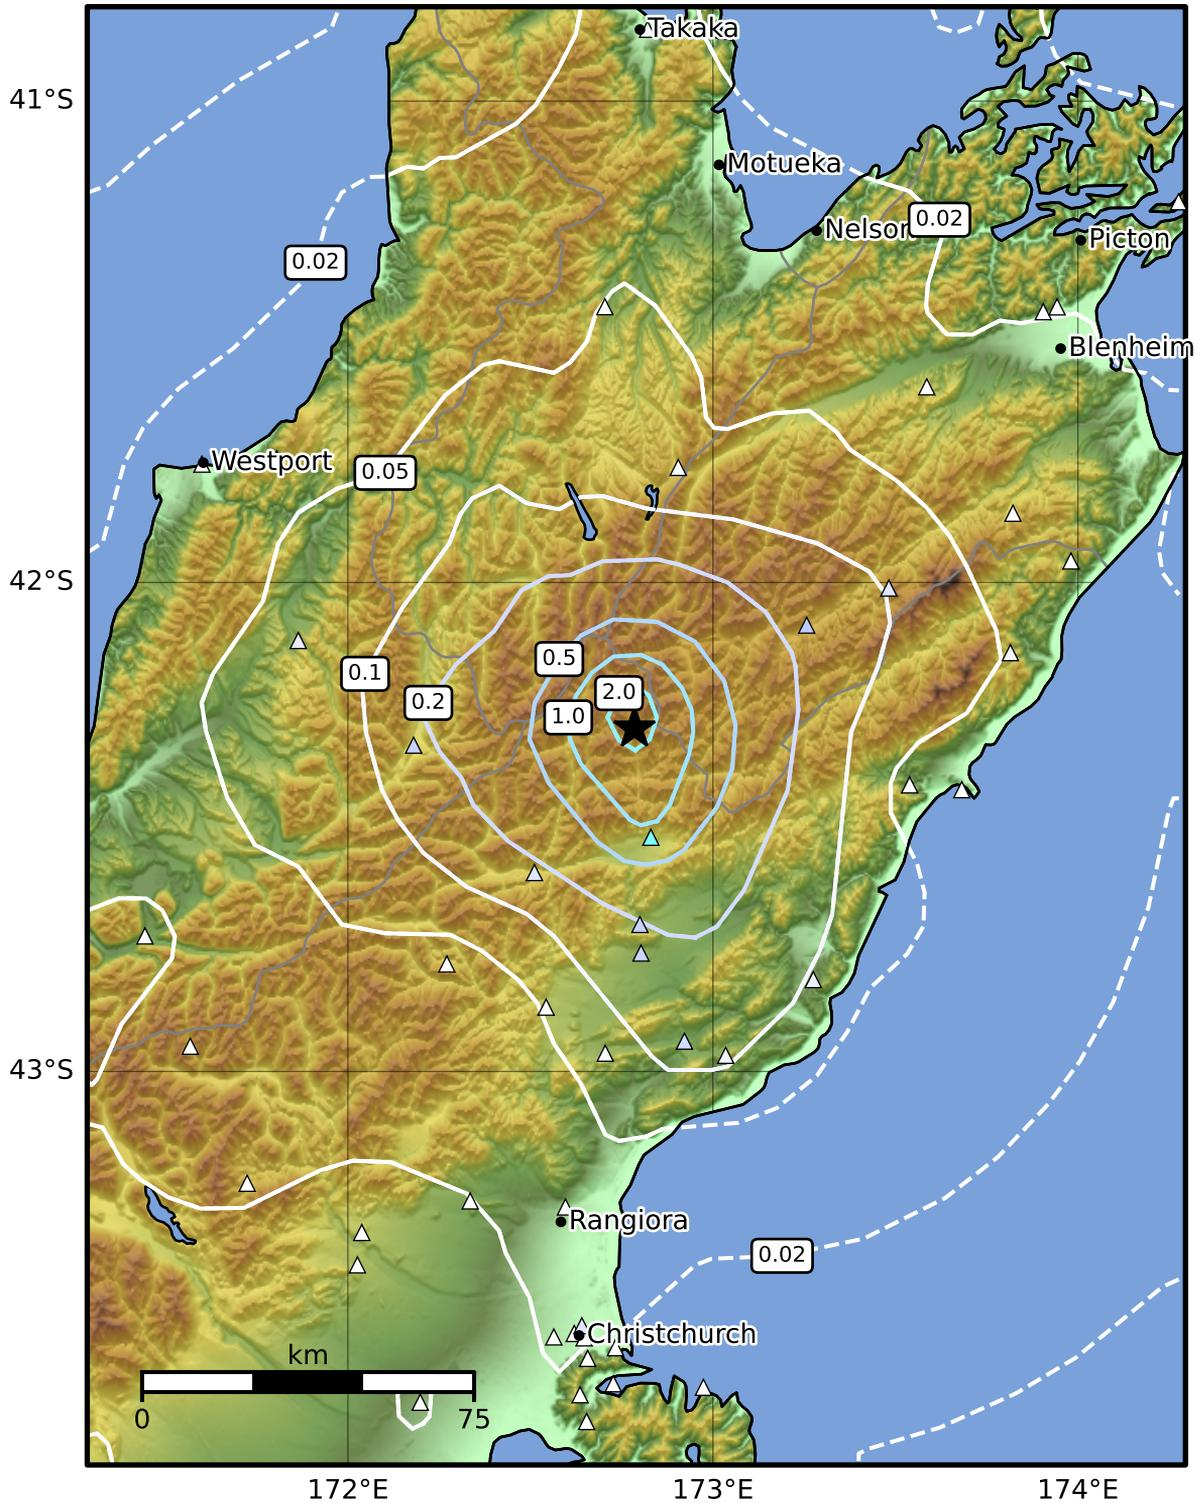 Takaka
41°S
Motueka
0.02
Nelson
Picton
0.02
Blenheim
Westport
0.05
42°S
0.5
0.1
2.0
0.2
1.0
43°S
Rangiora
0.02
Christchurch
km
0 75
172°E 173°E 174°E